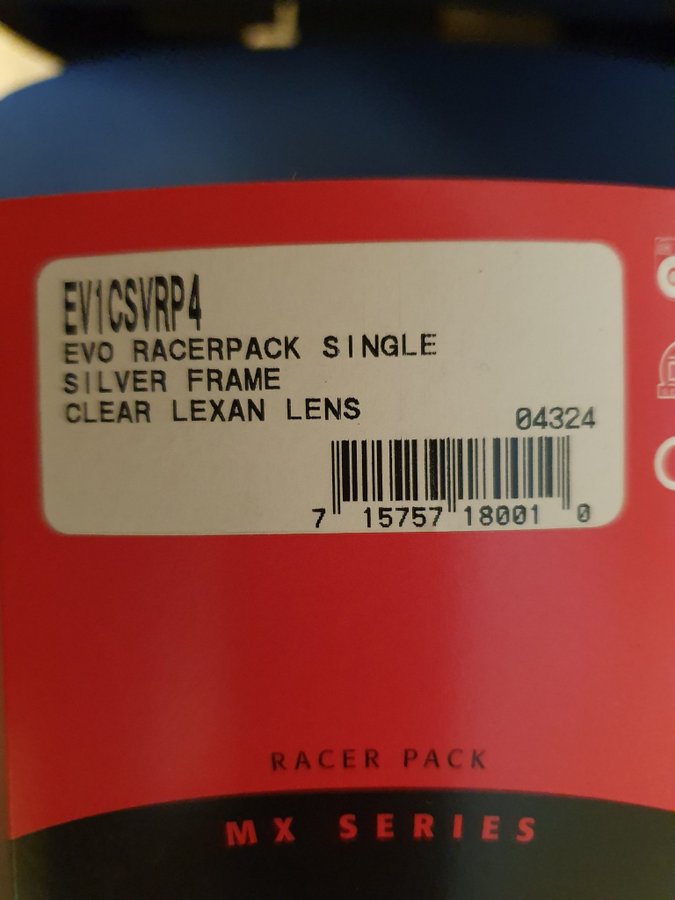 EV1CSVRP4
EVO RACERPACK SINGLE
SILVER FRAME
CLEAR LEXAN LENS
04324
7 15757 18001 0
RACER PACK
MX SERIES